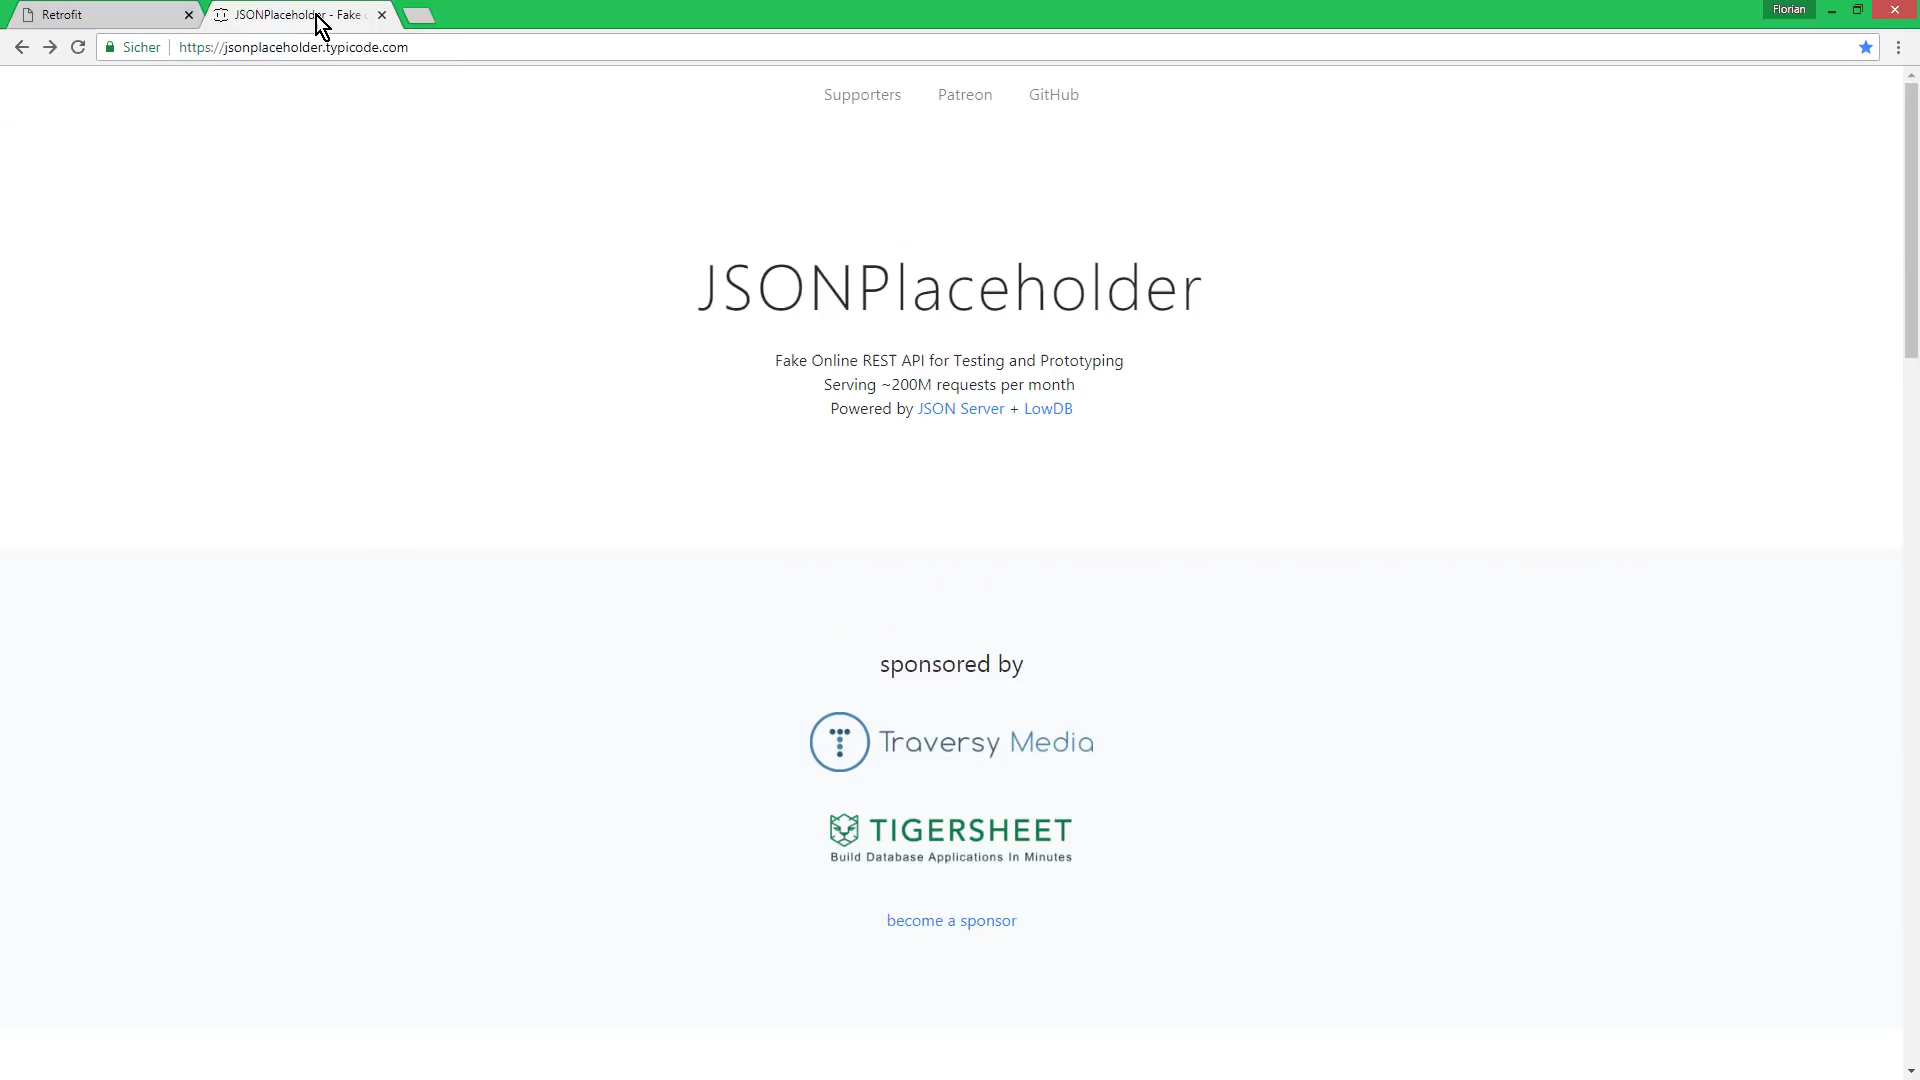 Retrofit
JSONPlaceholder - Fake
Florian
Sicher
https://jsonplaceholder.typicode.com
Supporters
Patreon
GitHub
JSONPlaceholder
Fake Online REST API for Testing and Prototyping
Serving ~200M requests per month
Powered by JSON Server + LowDB
sponsored by
Traversy Media
TIGERSHEET
Build Database Applications In Minutes
become a sponsor